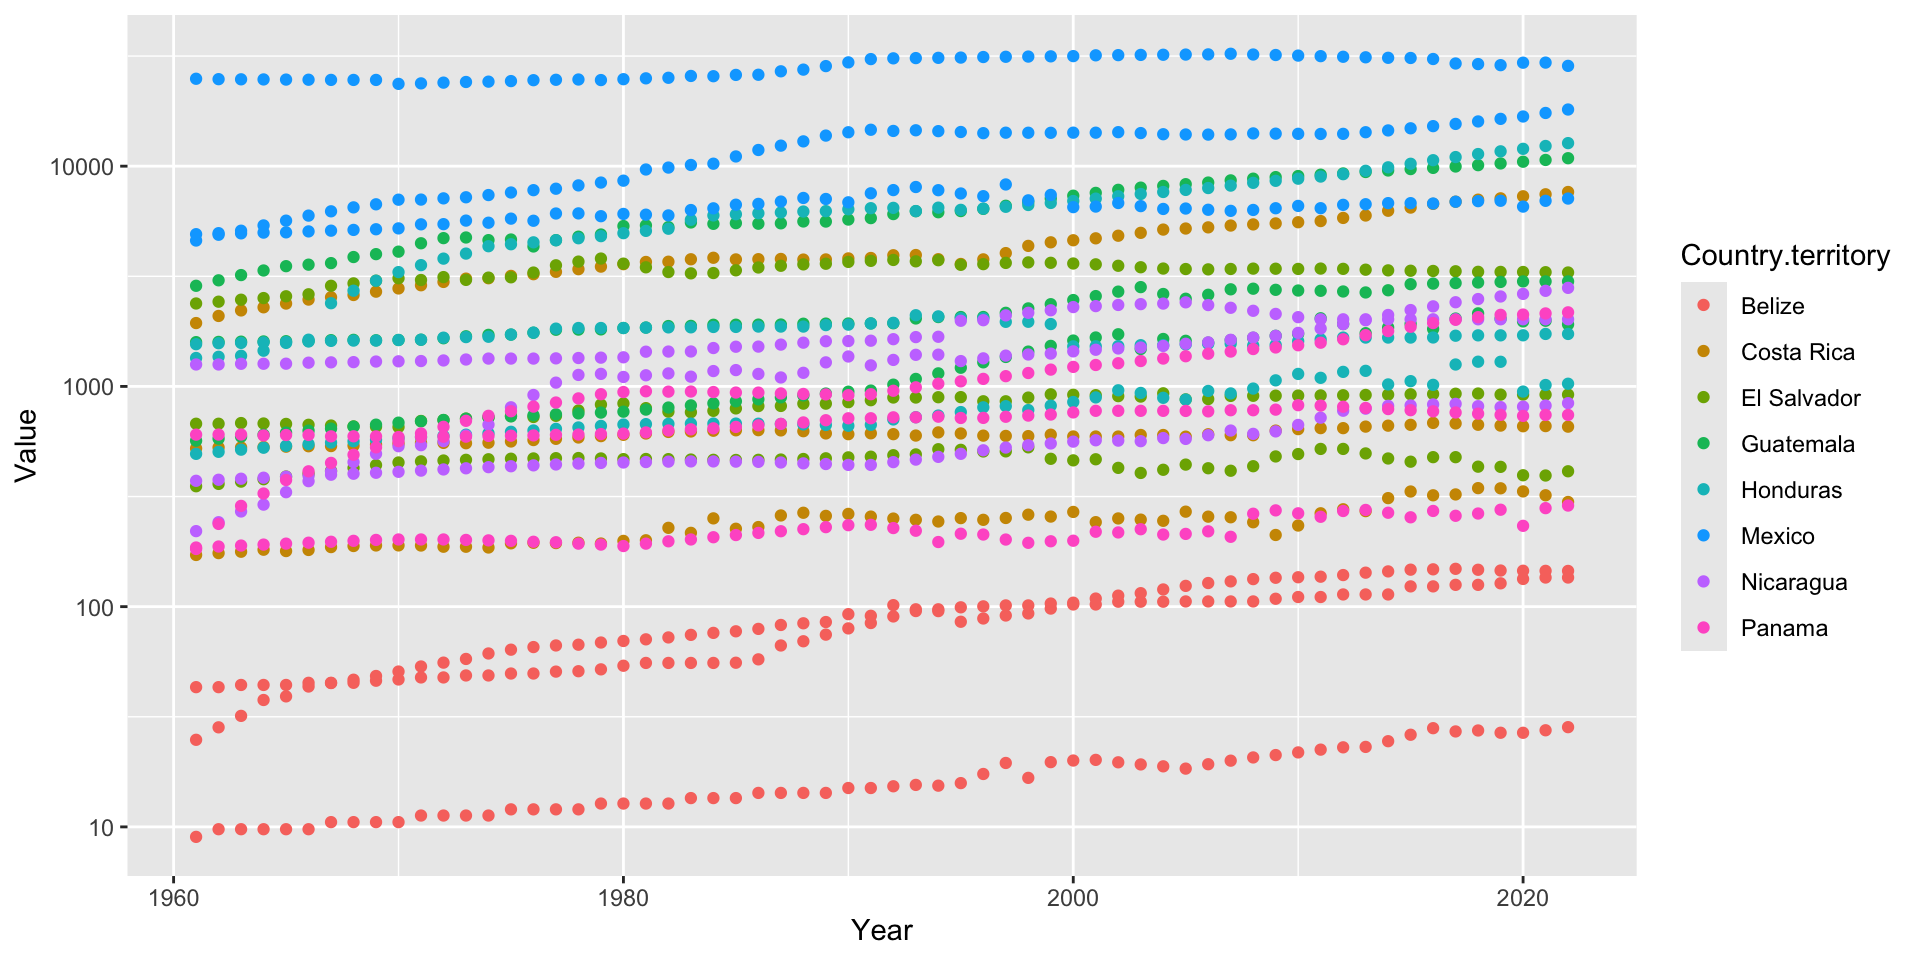 10000
1000
100
10
Value
1960
1980
2000
2020
Year
Country.territory
Belize
Costa Rica
El Salvador
Guatemala
Honduras
Mexico
Nicaragua
Panama